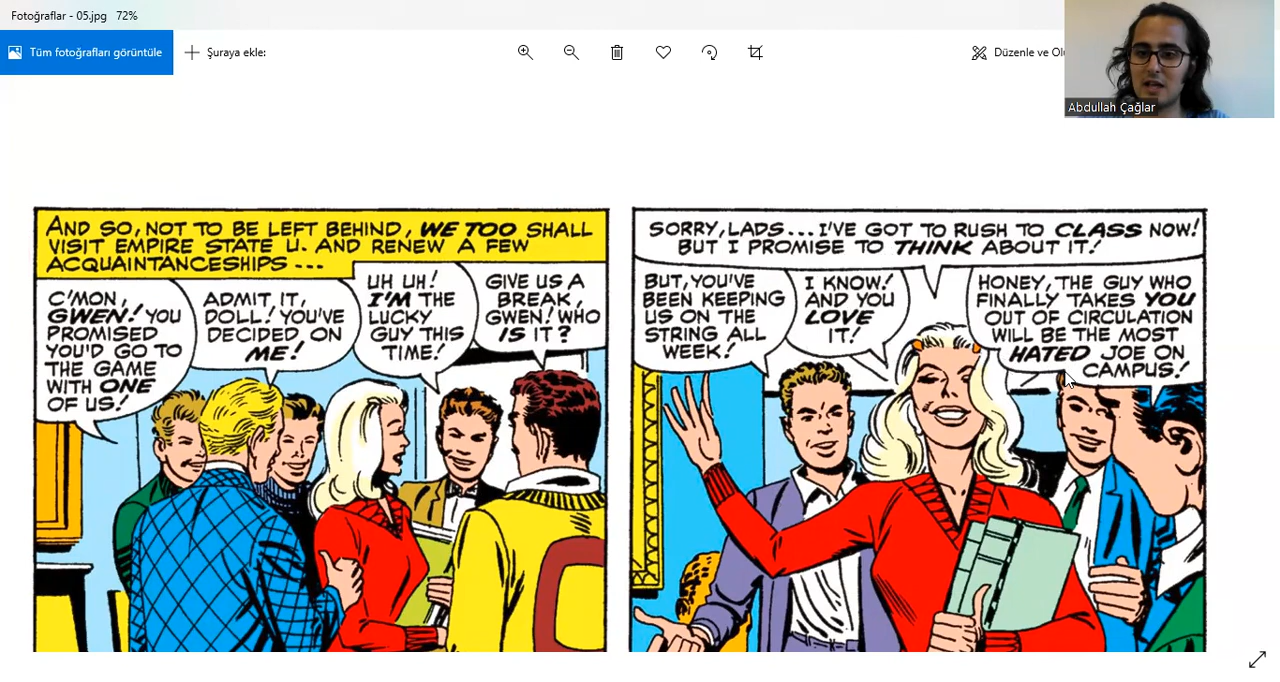 Fotoğraflar - 05.jpg 72%
Tüm fotoğrafları görüntüle
Şuraya ekle:
Düzenle ve Olu
Abdullah Çağlar
AND SO, NOT TO BE LEFT BEHIND, WE TOO SHALL
VISIT EMPIRE STATE U. AND RENEW A FEW
ACQUAINTANCESHIPS ...
C'MON,
GWEN! YOU
PROMISED
YOU'D GO TO
THE GAME
WITH ONE
OF US!
ADMIT IT,
DOLL! YOU'VE
DECIDED ON
ME!
UH UH!
I'M THE
LUCKY
GUY THIS
TIME!
GIVE US A
BREAK,
GWEN! WHO
IS IT?
SORRY, LADS... I'VE GOT TO RUSH TO CLASS NOW!
BUT I PROMISE TO THINK ABOUT IT!
BUT, YOU'VE
BEEN KEEPING
US ON THE
STRING ALL
WEEK!
I KNOW!
AND YOU
LOVE
IT!
HONEY, THE GUY WHO
FINALLY TAKES YOU
OUT OF CIRCULATION
WILL BE THE MOST
HATED JOE ON
CAMPUS!